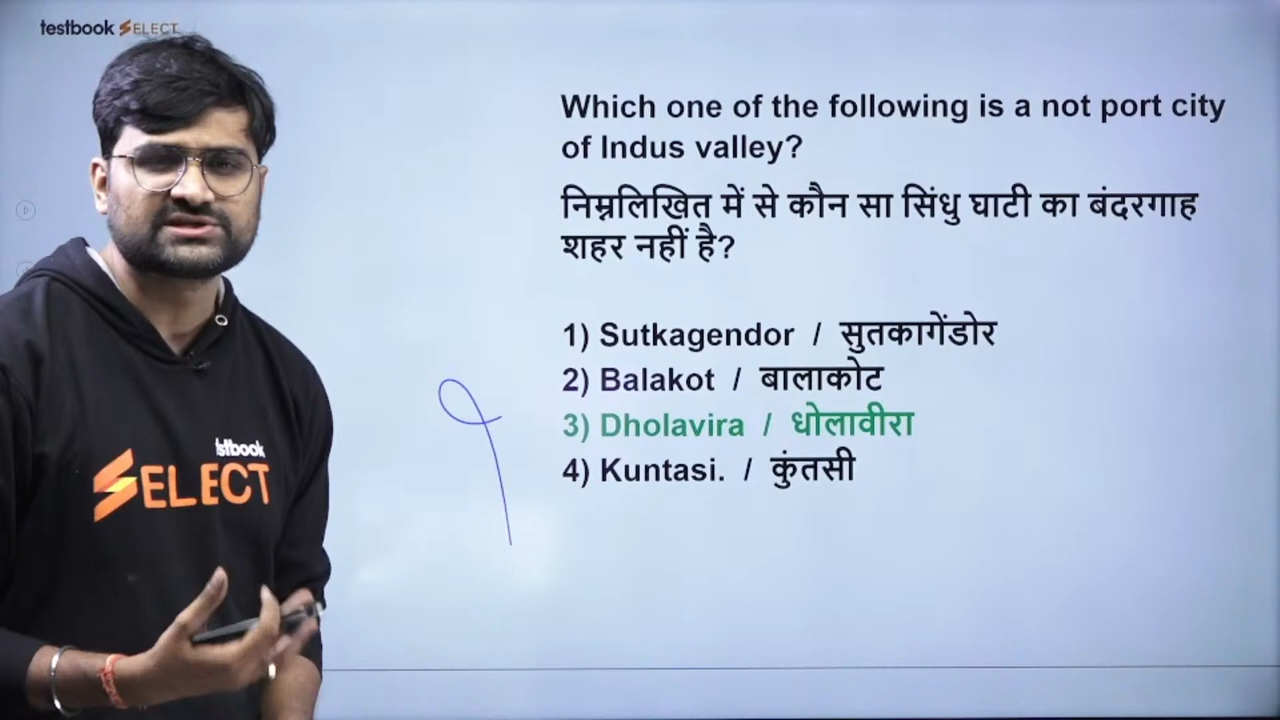 testbook SELECT
Which one of the following is a not port city
of Indus valley?
निम्नलिखित में से कौन सा सिंधु घाटी का बंदरगाह
शहर नहीं है?
1) Sutkagendor / सुतकागेंडोर
2) Balakot / बालाकोट
3) Dholavira / धोलावीरा
4) Kuntasi. / कुंतसी
testbook
SELECT